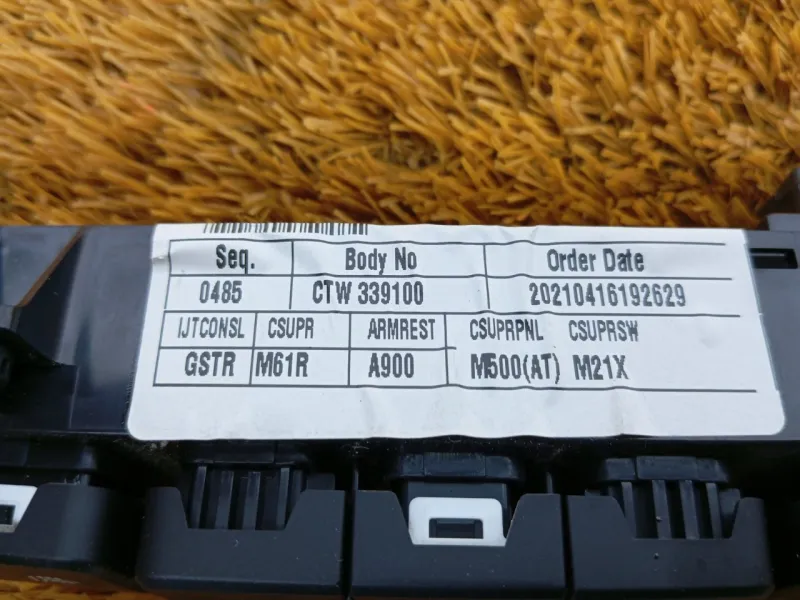 Seq. Body No Order Date
0485 CTW 339100 20210416192629
IJTCONSL CSUPR ARMREST CSUPRPNL CSUPRSW
GSTR M61R A900 M500(AT) M21X